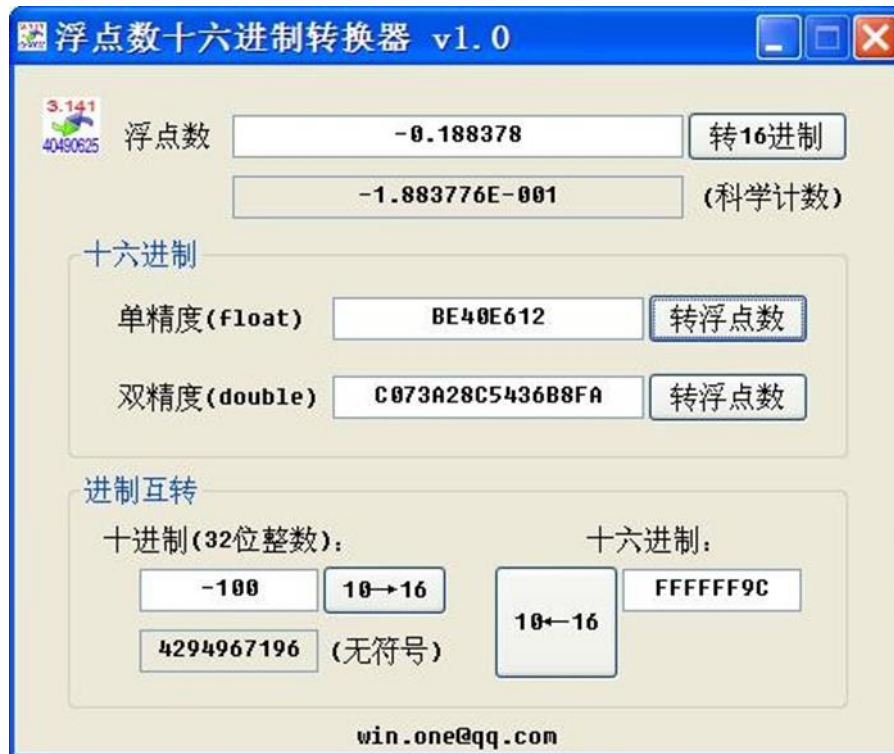 浮点数十六进制转换器 v1.0
3.141
40490625
浮点数 -0.188378 转16进制
-1.883776E-001 (科学计数)
十六进制
单精度(float) BE40E612 转浮点数
双精度(double) C073A28C5436B8FA 转浮点数
进制互转
十进制(32位整数): 十六进制:
-100 10→16 10←16 FFFFFF9C
4294967196 (无符号)
win.one@qq.com